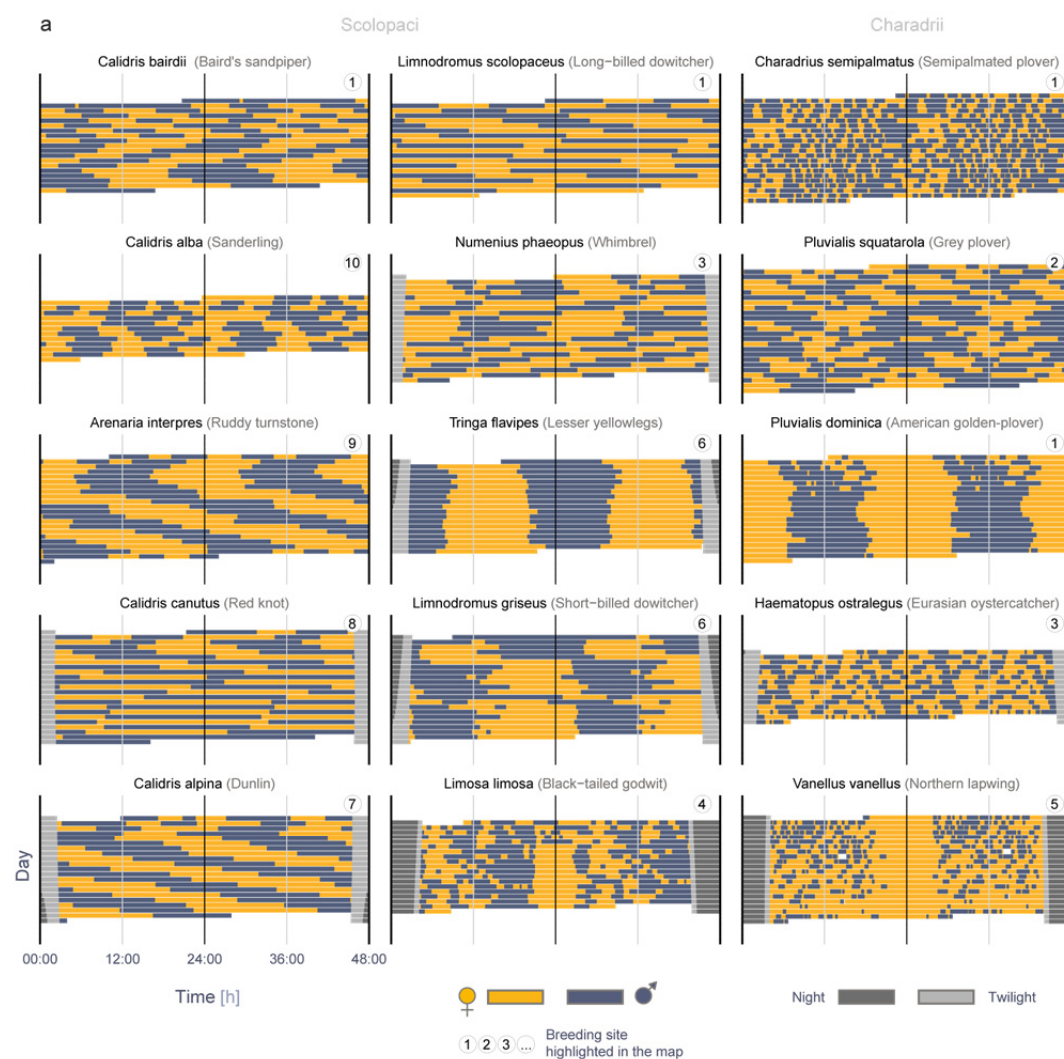 a
Scolopaci
Charadrii
Calidris bairdii (Baird's sandpiper)
Limnodromus scolopaceus (Long-billed dowitcher)
Charadrius semipalmatus (Semipalmated plover)
1
1
1
Calidris alba (Sanderling)
Numenius phaeopus (Whimbrel)
Pluvialis squatarola (Grey plover)
10
3
2
Arenaria interpres (Ruddy turnstone)
Tringa flavipes (Lesser yellowlegs)
Pluvialis dominica (American golden-plover)
9
6
1
Calidris canutus (Red knot)
Limnodromus griseus (Short-billed dowitcher)
Haematopus ostralegus (Eurasian oystercatcher)
8
6
3
Calidris alpina (Dunlin)
Limosa limosa (Black-tailed godwit)
Vanellus vanellus (Northern lapwing)
7
4
5
Day
00:00 12:00 24:00 36:00 48:00
Time [h]
♀ ♂
Night Twilight
1 2 3 ... Breeding site
highlighted in the map